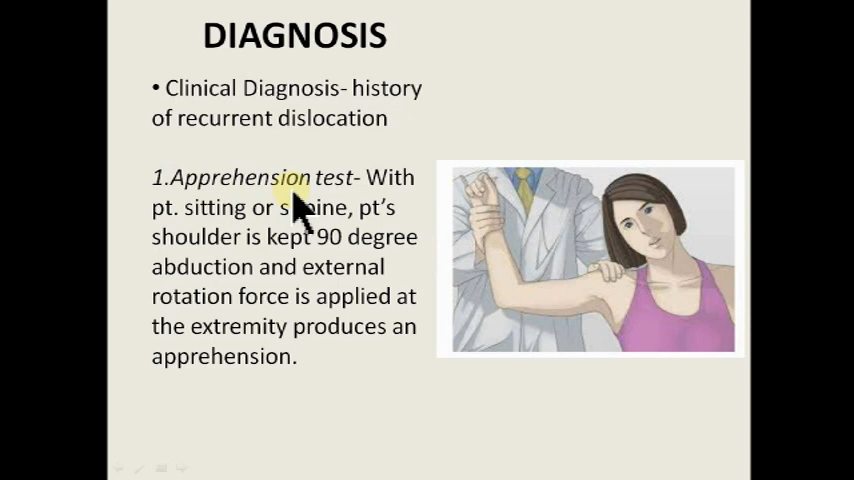 DIAGNOSIS
• Clinical Diagnosis- history
of recurrent dislocation
1.Apprehension test- With
pt. sitting or supine, pt's
shoulder is kept 90 degree
abduction and external
rotation force is applied at
the extremity produces an
apprehension.